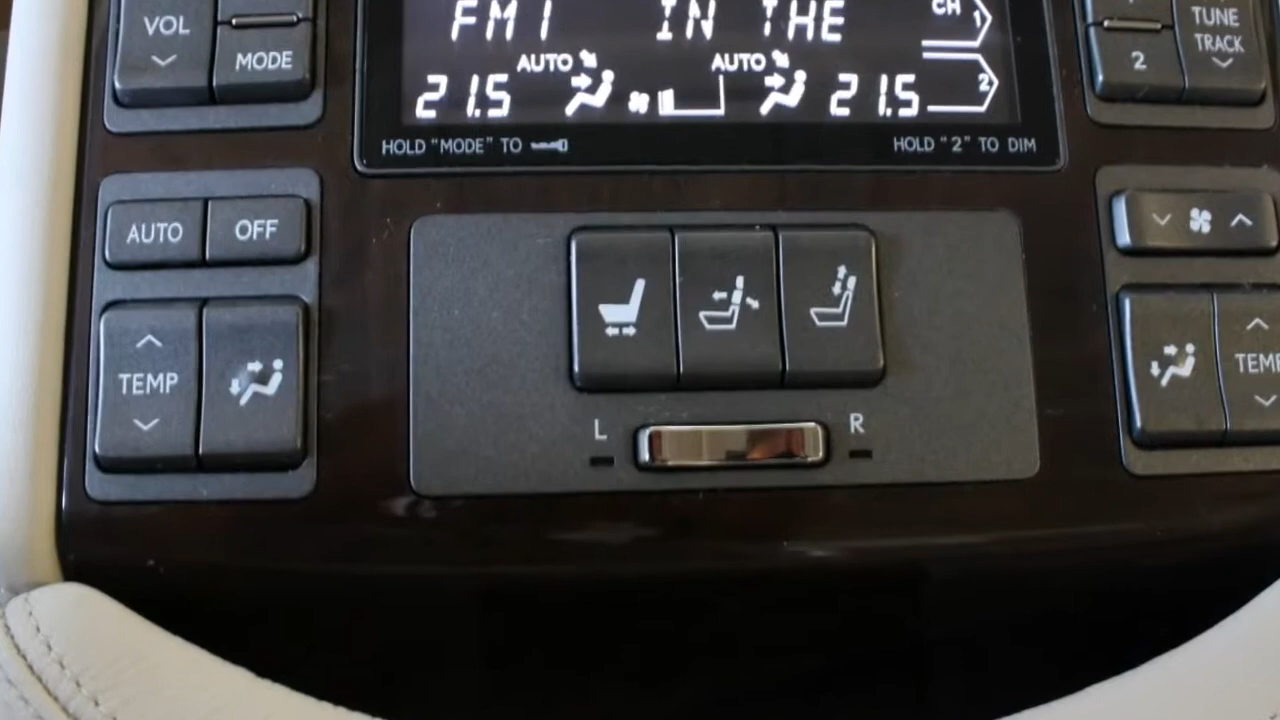 VOL
MODE
FM1 IN THE
CH 1
2
AUTO AUTO
21.5 21.5
HOLD "MODE" TO
HOLD "2" TO DIM
2
TUNE
TRACK
AUTO OFF
TEMP
L R
TEMP